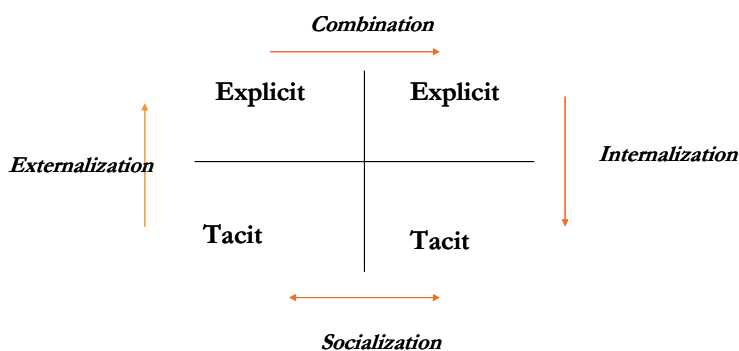 Combination
Explicit Explicit
Externalization Internalization
Tacit Tacit
Socialization